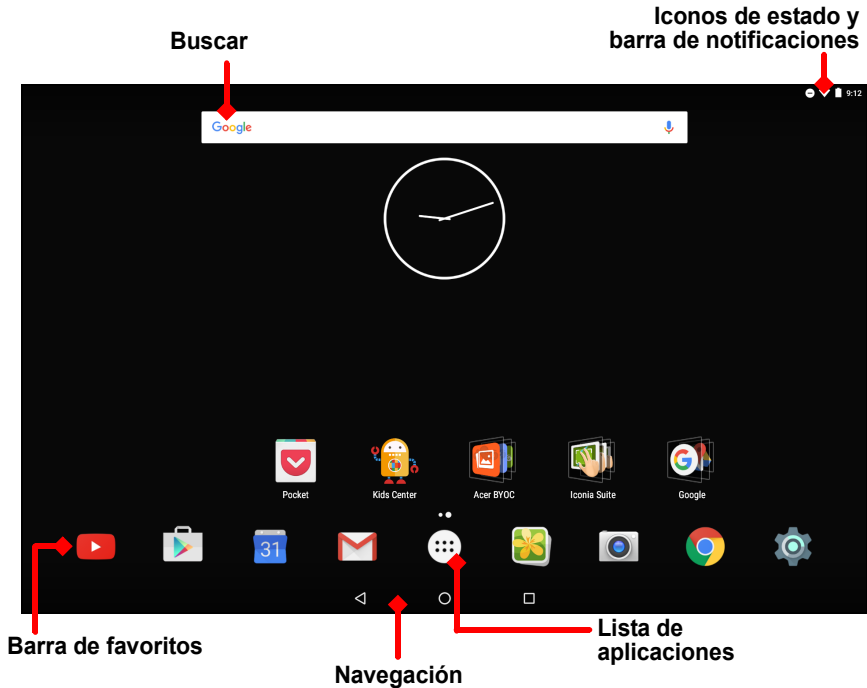 Iconos de estado y
Buscar
barra de notificaciones
9:12
Google
Pocket
Kids Center
Acer BYOC
Iconia Suite
Google
31
Lista de
Barra de favoritos
aplicaciones
Navegación